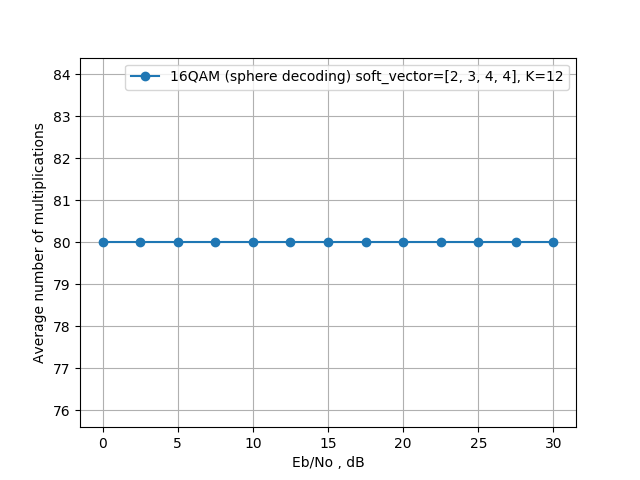 16QAM (sphere decoding) soft_vector=[2, 3, 4, 4], K=12
84
83
82
81
80
79
78
77
76
Average number of multiplications
0 5 10 15 20 25 30
Eb/No , dB